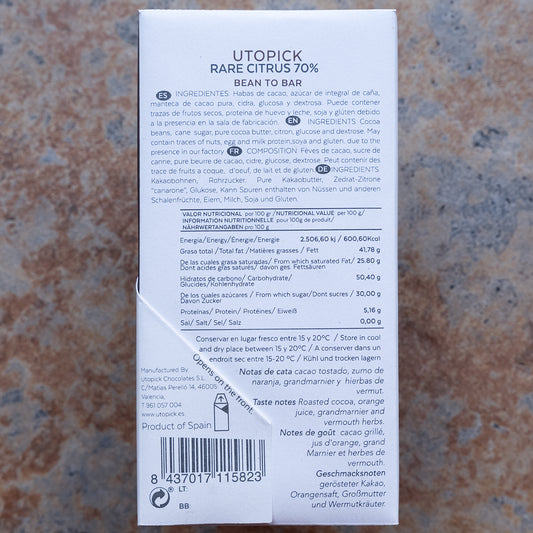 UTOPICK
RARE CITRUS 70%
BEAN TO BAR
ES INGREDIENTES: Habas de cacao, azúcar de integral de caña,
manteca de cacao pura, cidra, glucosa y dextrosa. Puede contener
trazas de frutos secos, proteína de huevo y leche, soja y glúten debido
a la presencia en la sala de fabricación. EN INGREDIENTS: Cocoa
beans, cane sugar, pure cocoa butter, citron, glucose and dextrose. May
contain traces of nuts, egg and milk protein,soya and gluten. due to the
presence in our factory. FR COMPOSITION: Féves de cacao, sucre de
canne, pure beurre de cacao, cidre, glucose, dextrose. Peut contenir des
trace de fruits a coque, d'oeuf, de lait et de gluten. DE INGREDIENTS:
Kakaobohnen, Rohrzucker. Pure Kakaobutter, Zedrat-Zitrone
"canarone", Glukose, Kann Spuren enthalten von Nüssen und anderen
Schalenfrüchte, Eiern, Milch, Soja und Gluten.
VALOR NUTRICIONAL por 100 gr /NUTRICIONAL VALUE per 100 g/
INFORMATION NUTRITIONNELLE pour 100g de produit/
NÄHRWERTANGABEN pro 100 g
Energia/Energy/Énergie/Energie 2.506,60 kj / 600,60Kcal
Grasa total/Total fat/ Matières grasses / Fett 41,78 g
De las cuales grasa saturadas/ From which saturated Fat/ 25.80 g
Dont acides glas saturés/ davon ges. Fettsäuren
Hidratos de carbono/ Carbohydrate/ 50,40 g
Glucides/Kohlenhydrate
De los cuales azúcares / From which sugar/Dont sucres / 30,00 g
Davon Zucker
Proteínas/ Protein/ Protéines/ Eiweiß 5,16 g
Sal/ Salt/ Sel/ Salz 0,00 g
Conservar en lugar fresco entre 15 y 20ºC / Store in cool
and dry place between 15 y 20ºC / A conserver dans un
endroit sec entre 15-20 ºC / Kühl und trocken lagern
Notas de cata cacao tostado, zumo de
naranja, grandmarnier y hierbas de
vermut.
Taste notes Roasted cocoa, orange
juice, grandmarnier and
vermouth herbs.
Notes de goût cacao grillé,
jus d'orange, grand
Marnier et herbes de
vermouth.
Geschmacksnoten
gerösteter Kakao,
Orangensaft, Großmutter
und Wermutkräuter.
Opens on the front
Manufactured By
Utopick Chocolates S.L.
C/Matias Perelló 14, 46005
Valencia,
T 961 057 004
www.utopick.es
Product of Spain
8 437017 115823
LT:
BB: